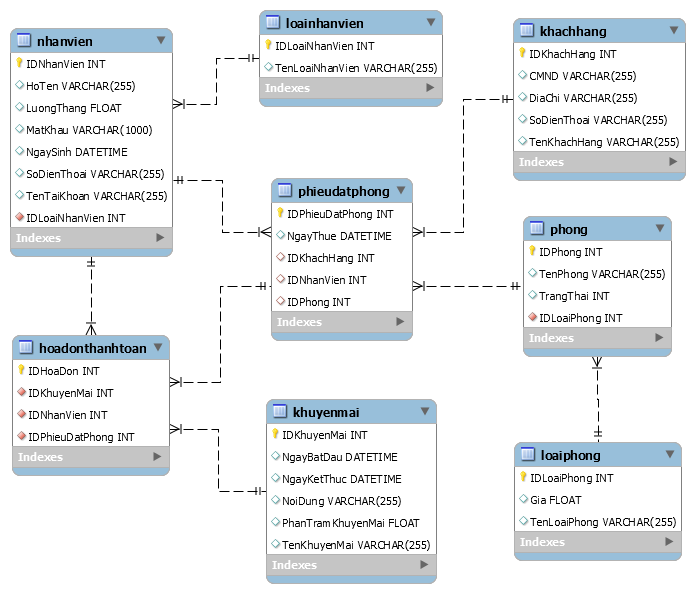 nhanvien
IDNhanVien INT
HoTen VARCHAR(255)
LuongThang FLOAT
MatKhau VARCHAR(1000)
NgaySinh DATETIME
SoDienThoai VARCHAR(255)
TenTaiKhoan VARCHAR(255)
IDLoaiNhanVien INT
Indexes
loainhanvien
IDLoaiNhanVien INT
TenLoaiNhanVien VARCHAR(255)
Indexes
khachhang
IDKhachHang INT
CMND VARCHAR(255)
DiaChi VARCHAR(255)
SoDienThoai VARCHAR(255)
TenKhachHang VARCHAR(255)
Indexes
phieudatphong
IDPhieuDatPhong INT
NgayThue DATETIME
IDKhachHang INT
IDNhanVien INT
IDPhong INT
Indexes
phong
IDPhong INT
TenPhong VARCHAR(255)
TrangThai INT
IDLoaiPhong INT
Indexes
hoadonthanhtoan
IDHoaDon INT
IDKhuyenMai INT
IDNhanVien INT
IDPhieuDatPhong INT
Indexes
khuyenmai
IDKhuyenMai INT
NgayBatDau DATETIME
NgayKetThuc DATETIME
NoiDung VARCHAR(255)
PhanTramKhuyenMai FLOAT
TenKhuyenMai VARCHAR(255)
Indexes
loaiphong
IDLoaiPhong INT
Gia FLOAT
TenLoaiPhong VARCHAR(255)
Indexes